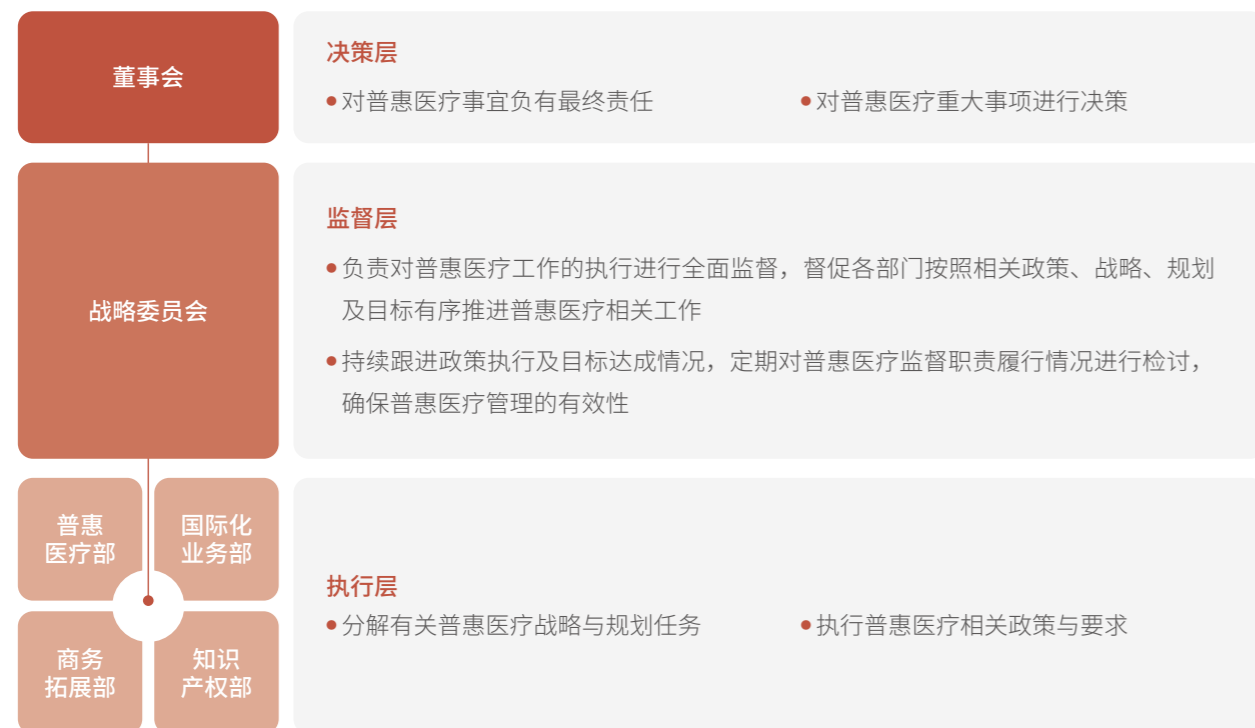 董事会
决策层
•对普惠医疗事宜负有最终责任
•对普惠医疗重大事项进行决策
战略委员会
监督层
•负责对普惠医疗工作的执行进行全面监督，督促各部门按照相关政策、战略、规划
及目标有序推进普惠医疗相关工作
•持续跟进政策执行及目标达成情况，定期对普惠医疗监督职责履行情况进行检讨，
确保普惠医疗管理的有效性
普惠
医疗部
国际化
业务部
商务
拓展部
知识
产权部
执行层
•分解有关普惠医疗战略与规划任务
•执行普惠医疗相关政策与要求